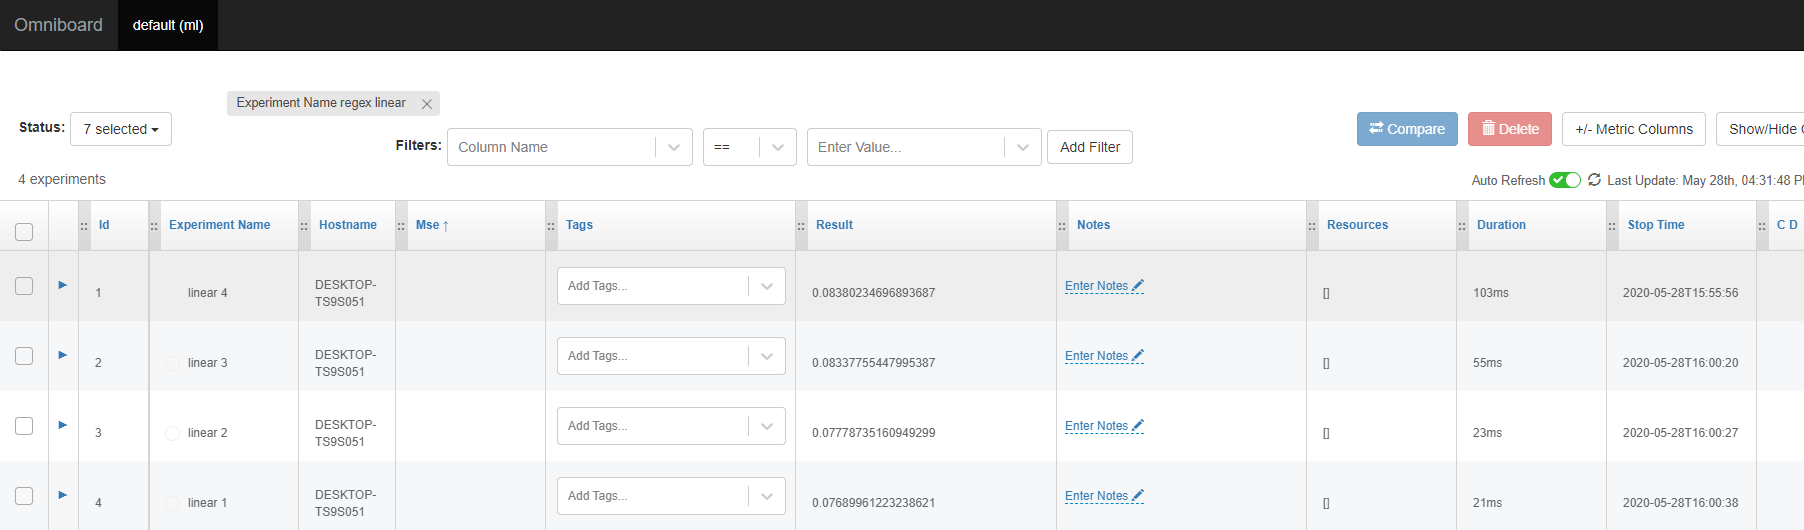 Omniboard default (ml)
Experiment Name regex linear
Status: 7 selected
Filters: Column Name == Enter Value... Add Filter
Compare Delete +/- Metric Columns Show/Hide
4 experiments
Auto Refresh Last Update: May 28th, 04:31:48 P
Id Experiment Name Hostname Mse ↑ Tags Result Notes Resources Duration Stop Time C D
1 linear 4 DESKTOP-
TS9S051 Add Tags... 0.08380234696893687 Enter Notes [] 103ms 2020-05-28T15:55:56
2 linear 3 DESKTOP-
TS9S051 Add Tags... 0.08337755447995387 Enter Notes [] 55ms 2020-05-28T16:00:20
3 linear 2 DESKTOP-
TS9S051 Add Tags... 0.07778735160949299 Enter Notes [] 23ms 2020-05-28T16:00:27
4 linear 1 DESKTOP-
TS9S051 Add Tags... 0.07689961223238621 Enter Notes [] 21ms 2020-05-28T16:00:38